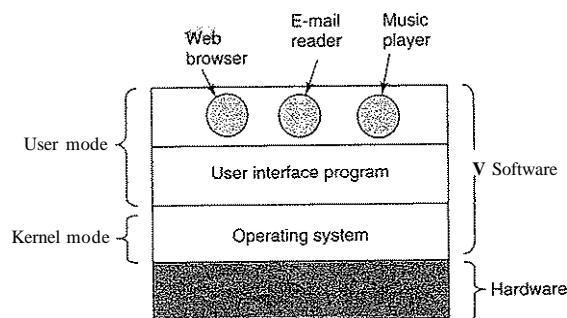 Web
browser
E-mail
reader
Music
player
User mode
User interface program
V Software
Kernel mode
Operating system
Hardware